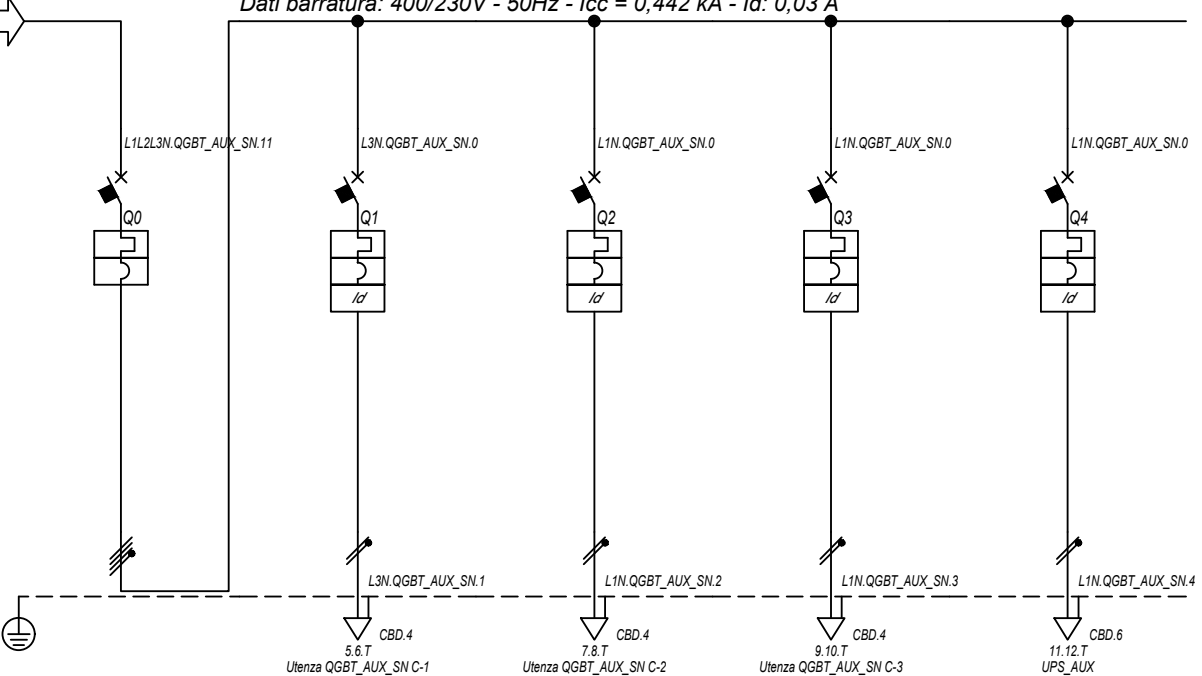 Dati barratura: 400/230V - 50Hz - Icc = 0,442 kA - Id: 0,03 A
L1L2L3N.QGBT_AUX_SN.11
L3N.QGBT_AUX_SN.0
L1N.QGBT_AUX_SN.0
L1N.QGBT_AUX_SN.0
L1N.QGBT_AUX_SN.0
Q0
Q1
Q2
Q3
Q4
Id
Id
Id
Id
L3N.QGBT_AUX_SN.1
L1N.QGBT_AUX_SN.2
L1N.QGBT_AUX_SN.3
L1N.QGBT_AUX_SN.4
CBD.4
CBD.4
CBD.4
CBD.6
5.6.T
7.8.T
9.10.T
11.12.T
Utenza QGBT_AUX_SN C-1
Utenza QGBT_AUX_SN C-2
Utenza QGBT_AUX_SN C-3
UPS_AUX